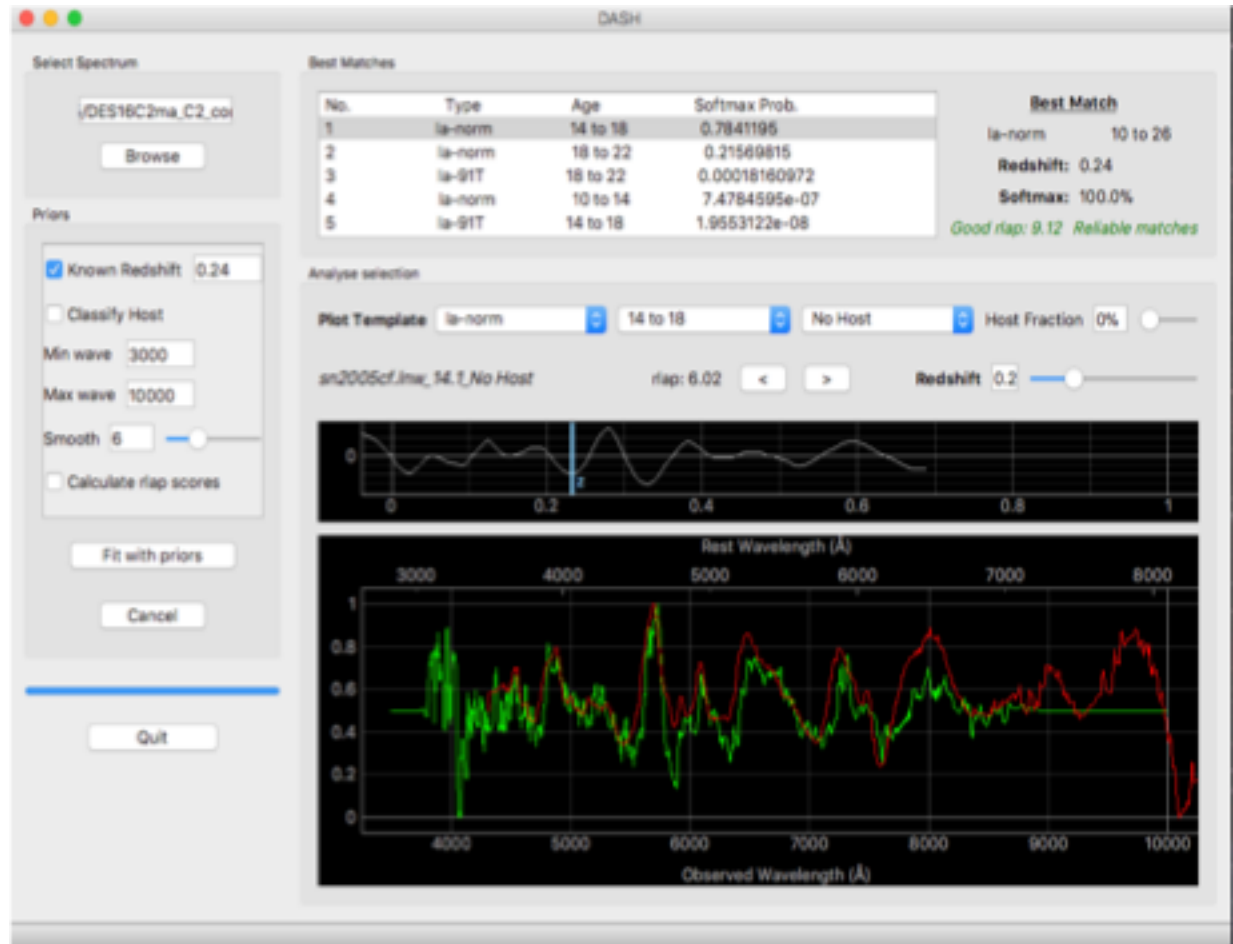 DASH
Select Spectrum
/DES16C2ma_C2_co
Browse
Priors
Known Redshift 0.24
Classify Host
Min wave 3000
Max wave 10000
Smooth 6
Calculate rlap scores
Fit with priors
Cancel
Quit
Best Matches
No. Type Age Softmax Prob.
1 Ia-norm 14 to 18 0.7841195
2 Ia-norm 18 to 22 0.21569815
3 Ia-91T 18 to 22 0.00018160972
4 Ia-norm 10 to 14 7.4784595e-07
5 Ia-91T 14 to 18 1.9553122e-08
Best Match
Ia-norm 10 to 26
Redshift: 0.24
Softmax: 100.0%
Good rlap: 9.12 Reliable matches
Analyse selection
Plot Template Ia-norm 14 to 18 No Host Host Fraction 0%
sn2005cf.lnw_14.1_No Host rlap: 6.02 < > Redshift 0.2
0
z
0 0.2 0.4 0.6 0.8 1
Rest Wavelength (Å)
3000 4000 5000 6000 7000 8000
1
0.8
0.6
0.4
0.2
0
4000 5000 6000 7000 8000 9000 10000
Observed Wavelength (Å)